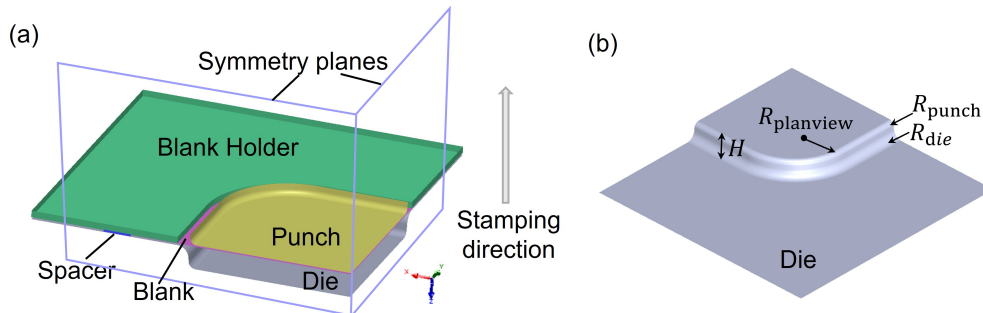 (a)
Symmetry planes
Blank Holder
Punch
Spacer
Blank
Die
X
Y
Z
Stamping
direction
(b)
R_planview
R_punch
R_die
H
Die